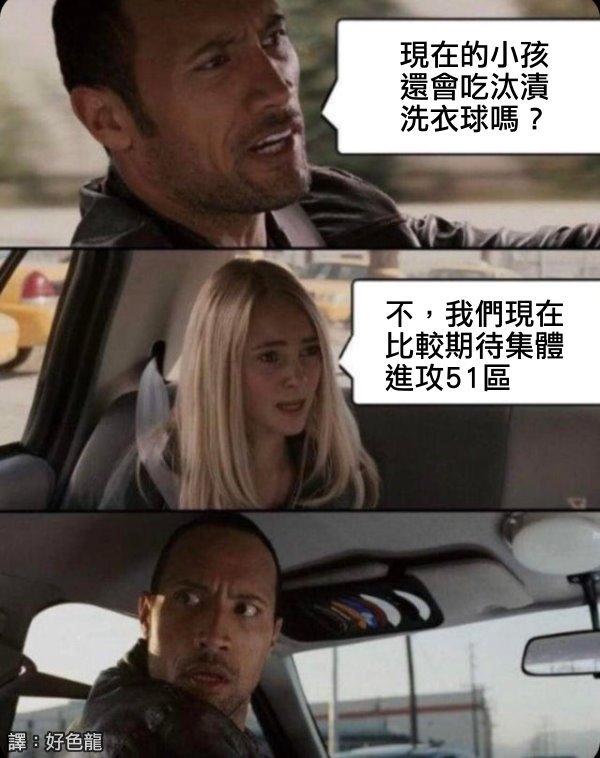 現在的小孩
還會吃汰漬
洗衣球嗎？
不，我們現在
比較期待集體
進攻51區
譯：好色龍